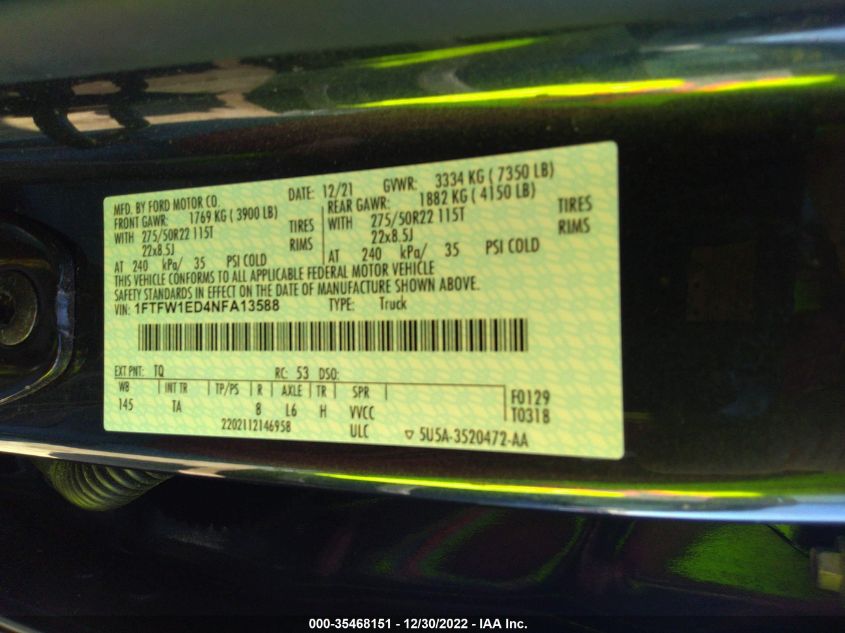 MFD. BY FORD MOTOR CO. DATE: 12/21 GVWR: 3334 KG ( 7350 LB)
FRONT GAWR: 1769 KG ( 3900 LB) REAR GAWR: 1882 KG ( 4150 LB)
WITH 275/50R22 115T TIRES WITH 275/50R22 115T TIRES
22x8.5J RIMS 22x8.5J RIMS
AT 240 kPa/ 35 PSI COLD AT 240 kPa/ 35 PSI COLD
THIS VEHICLE CONFORMS TO ALL APPLICABLE FEDERAL MOTOR VEHICLE
SAFETY STANDARDS IN EFFECT ON THE DATE OF MANUFACTURE SHOWN ABOVE.
VIN: 1FTFW1ED4NFA13588 TYPE: Truck
EXT PNT: TQ RC: 53 DSO:
WB INT TR TP/PS R AXLE TR SPR F0129
145 TA 8 L6 H VVCC T0318
2202112146958 ULC ▽ 5U5A-3520472-AA
000-35468151 - 12/30/2022 - IAA Inc.